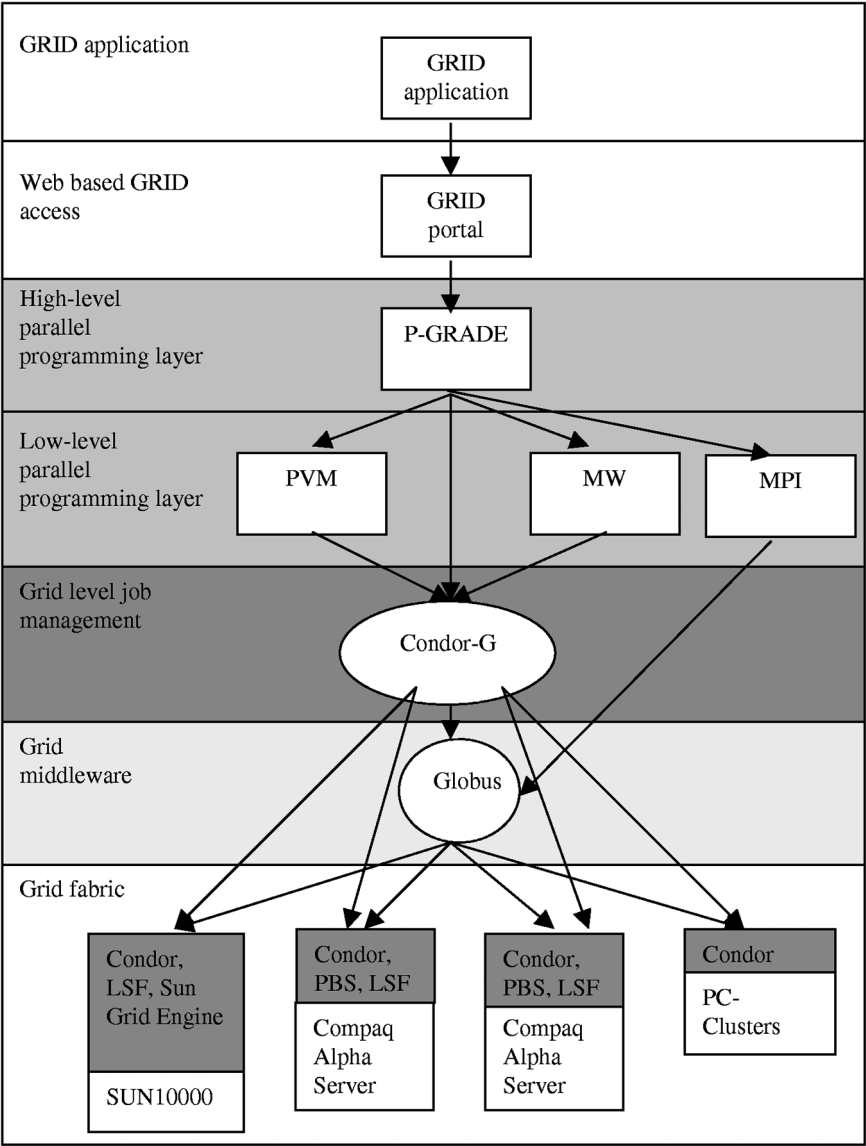 GRID application
GRID
application
Web based GRID
access
GRID
portal
High-level
parallel
programming layer
P-GRADE
Low-level
parallel
programming layer
PVM
MW
MPI
Grid level job
management
Condor-G
Grid
middleware
Globus
Grid fabric
Condor,
LSF, Sun
Grid Engine
SUN10000
Condor,
PBS, LSF
Compaq
Alpha
Server
Condor,
PBS, LSF
Compaq
Alpha
Server
Condor
PC-
Clusters